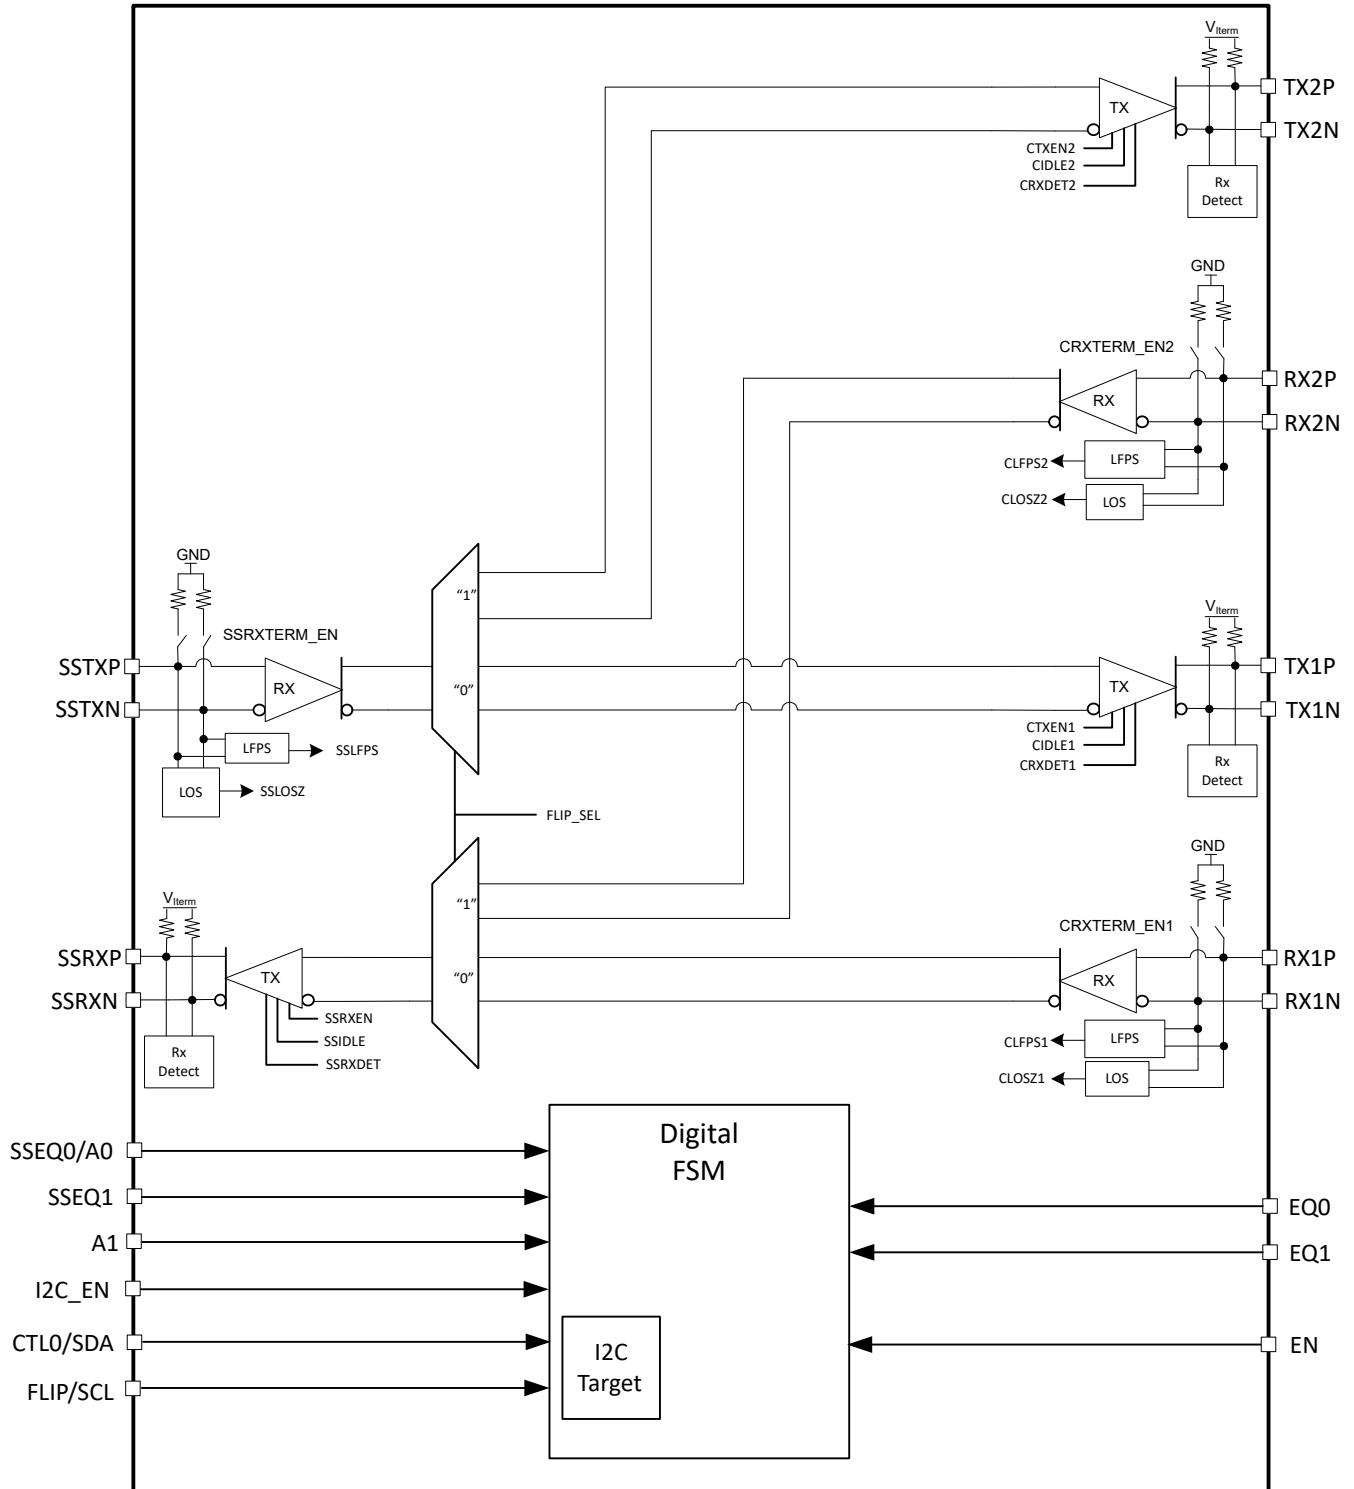 VIterm
TX2P
TX
TX2N
CTXEN2
CIDLE2
CRXDET2
Rx
Detect
GND
CRXTERM_EN2
RX2P
RX
RX2N
CLFPS2
LFPS
CLOSZ2
LOS
GND
"1"
VIterm
SSRXTERM_EN
SSTXP
TX1P
RX
"0"
TX
SSTXN
TX1N
CTXEN1
CIDLE1
CRXDET1
LFPS
SSLFPS
Rx
Detect
LOS
SSLOSZ
FLIP_SEL
GND
VIterm
"1"
CRXTERM_EN1
SSRXP
RX1P
TX
"0"
RX
SSRXN
RX1N
SSRXEN
SSIDLE
SSRXDET
CLFPS1
LFPS
Rx
Detect
CLOSZ1
LOS
Digital
FSM
SSEQ0/A0
SSEQ1
EQ0
A1
EQ1
I2C_EN
CTL0/SDA
EN
I2C
Target
FLIP/SCL